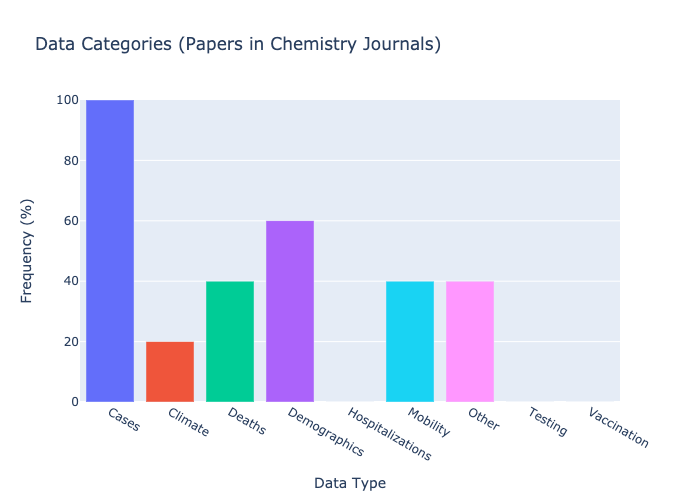 Data Categories (Papers in Chemistry Journals)
Frequency (%)
100
80
60
40
20
0
Cases
Climate
Deaths
Demographics
Hospitalizations
Mobility
Other
Testing
Vaccination
Data Type